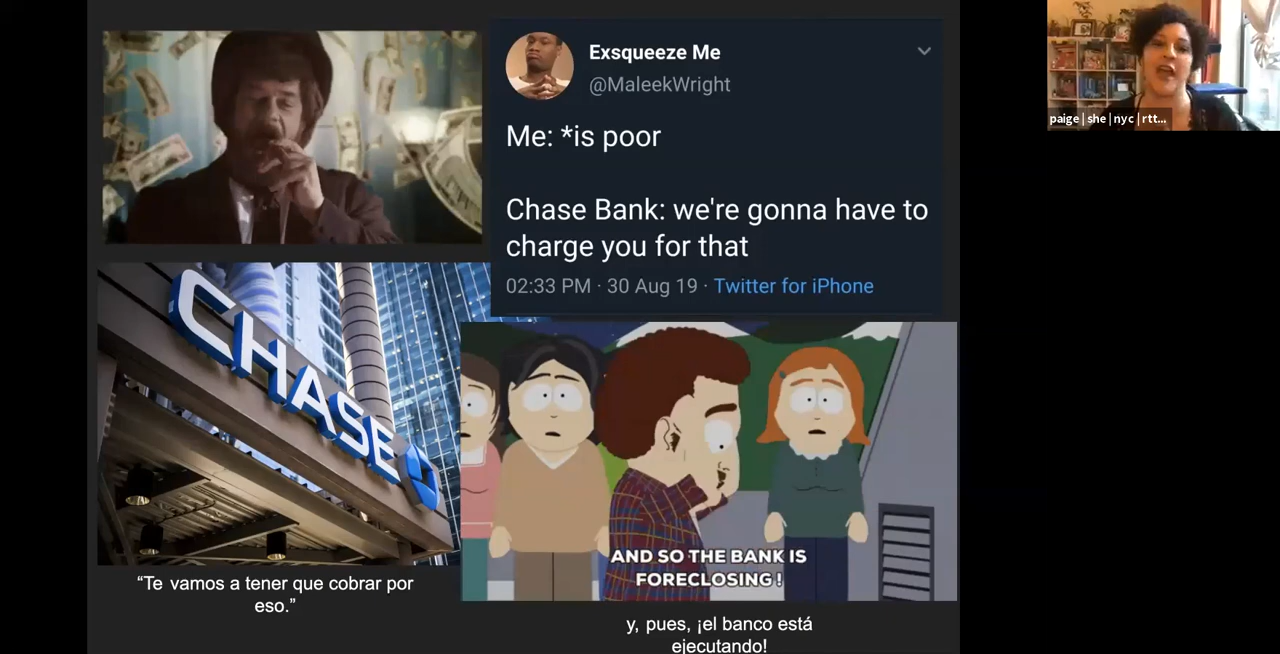 Exsqueeze Me
@MaleekWright
Me: *is poor
Chase Bank: we're gonna have to
charge you for that
02:33 PM · 30 Aug 19 · Twitter for iPhone
paige | she | nyc | rtt...
CHASE
AND SO THE BANK IS
FORECLOSING!
“Te vamos a tener que cobrar por
eso.”
y, pues, ¡el banco está
ejecutando!